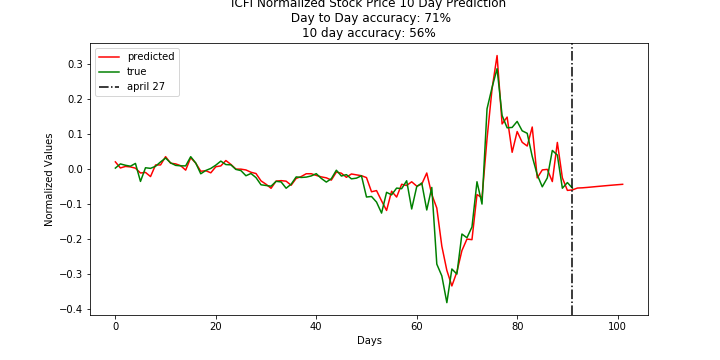 ICFI Normalized Stock Price 10 Day Prediction
Day to Day accuracy: 71%
10 day accuracy: 56%
predicted
true
april 27
Normalized Values
0.3
0.2
0.1
0.0
−0.1
−0.2
−0.3
−0.4
0 20 40 60 80 100
Days